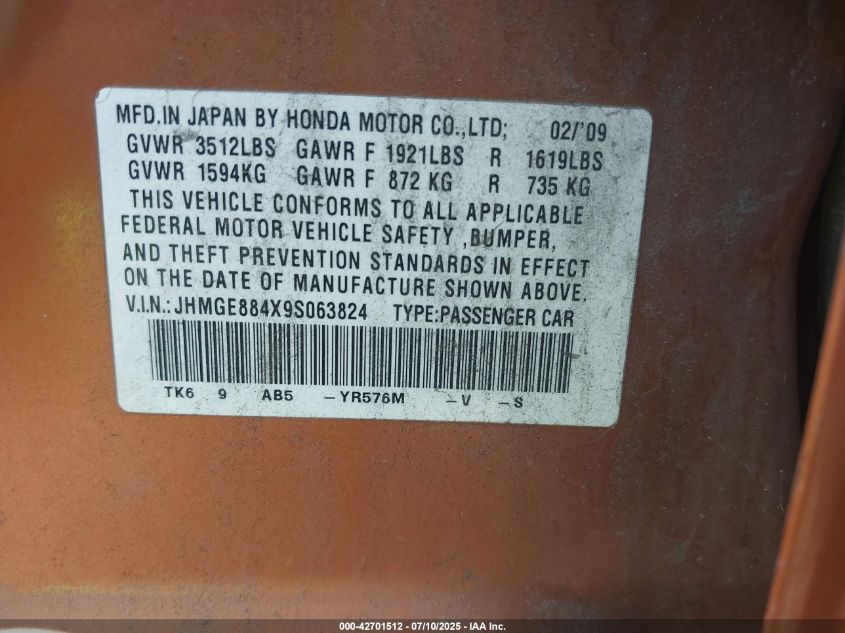 MFD.IN JAPAN BY HONDA MOTOR CO.,LTD; 02/'09
GVWR 3512LBS GAWR F 1921LBS R 1619LBS
GVWR 1594KG GAWR F 872 KG R 735 KG
THIS VEHICLE CONFORMS TO ALL APPLICABLE
FEDERAL MOTOR VEHICLE SAFETY ,BUMPER,
AND THEFT PREVENTION STANDARDS IN EFFECT
ON THE DATE OF MANUFACTURE SHOWN ABOVE.
V.I.N.:JHMGE884X9S063824 TYPE:PASSENGER CAR
TK6 9 AB5 -YR576M -V -S
000-42701512 - 07/10/2025 - IAA Inc.